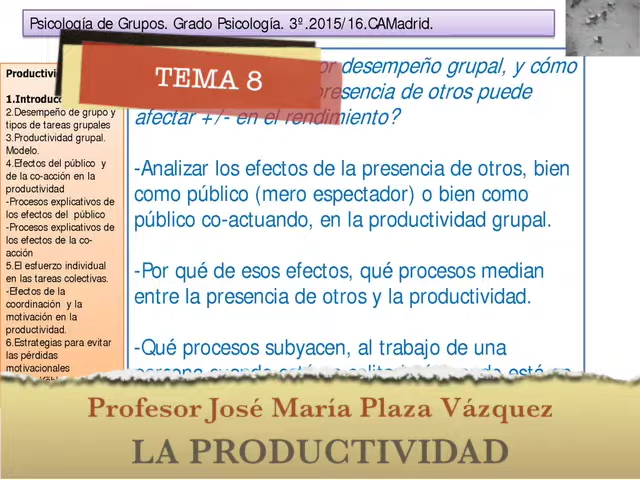 Psicología de Grupos. Grado Psicología. 3º.2015/16.CAMadrid.
TEMA 8
Productivi
1.Introducc
2.Desempeño de grupo y
tipos de tareas grupales
3.Productividad grupal.
Modelo.
4.Efectos del público y
de la co-acción en la
productividad
-Procesos explicativos de
los efectos del público
-Procesos explicativos de
los efectos de la co-
acción
5.El esfuerzo individual
en las tareas colectivas.
-Efectos de la
coordinación y la
motivación en la
productividad.
6.Estrategias para evitar
las pérdidas
motivacionales
or desempeño grupal, y cómo
presencia de otros puede
afectar +/- en el rendimiento?
-Analizar los efectos de la presencia de otros, bien
como público (mero espectador) o bien como
público co-actuando, en la productividad grupal.
-Por qué de esos efectos, qué procesos median
entre la presencia de otros y la productividad.
-Qué procesos subyacen, al trabajo de una
Profesor José María Plaza Vázquez
LA PRODUCTIVIDAD